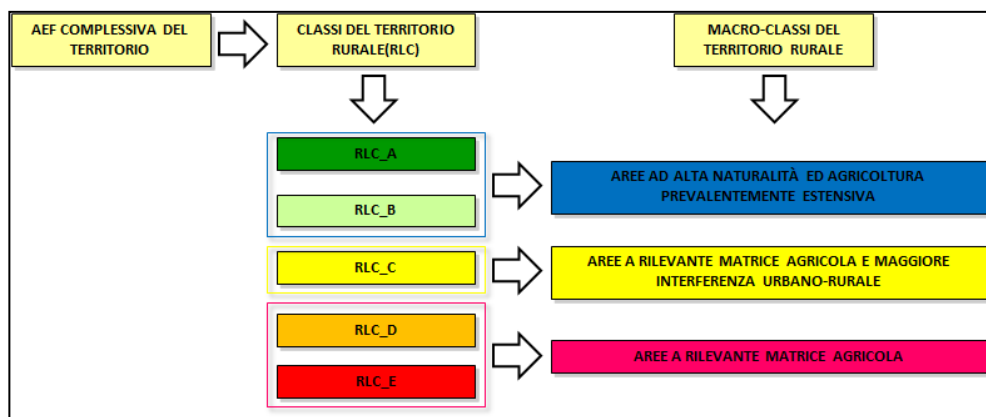 AEF COMPLESSIVA DEL
TERRITORIO
CLASSI DEL TERRITORIO
RURALE(RLC)
MACRO-CLASSI DEL
TERRITORIO RURALE
RLC_A
RLC_B
AREE AD ALTA NATURALITÀ ED AGRICOLTURA
PREVALENTEMENTE ESTENSIVA
RLC_C
AREE A RILEVANTE MATRICE AGRICOLA E MAGGIORE
INTERFERENZA URBANO-RURALE
RLC_D
RLC_E
AREE A RILEVANTE MATRICE AGRICOLA